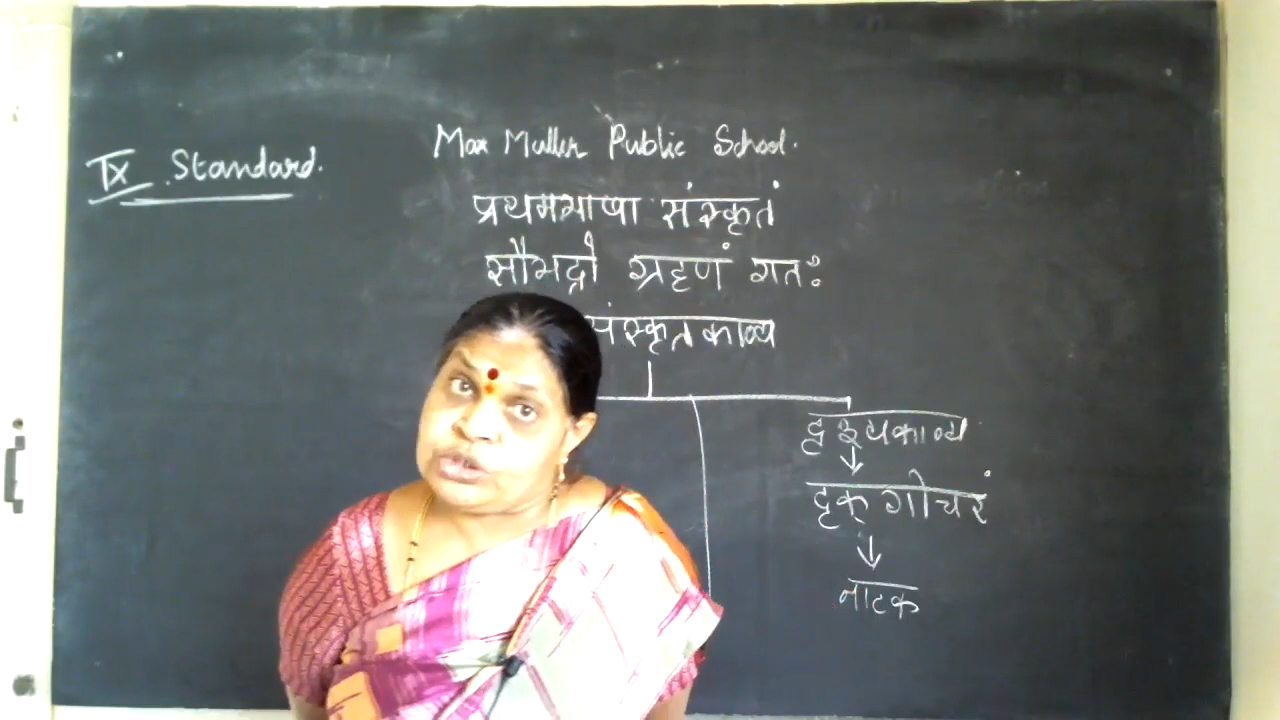 IX Standard.
Max Muller Public School.
प्रथमभाषा संस्कृतं
सौभद्रो ग्रहणं गतः
संस्कृतकाव्य
दृश्यकाव्य
↓
दृक् गोचरं
↓
नाटक